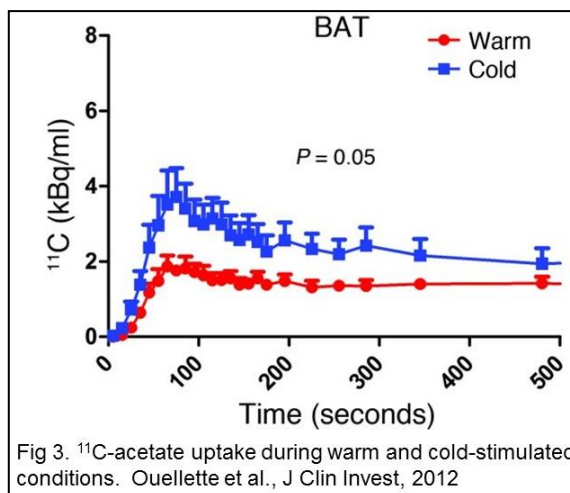 BAT
Warm
Cold
P = 0.05
¹¹C (kBq/ml)
8
6
4
2
0
0 100 200 300 400 500
Time (seconds)
Fig 3. ¹¹C-acetate uptake during warm and cold-stimulated
conditions. Ouellette et al., J Clin Invest, 2012